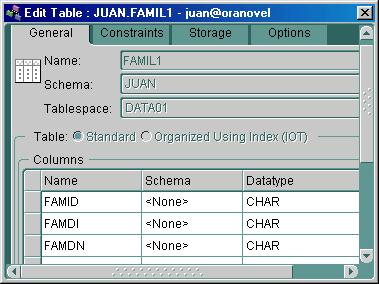 Edit Table : JUAN.FAMIL1 - juan@oranovel
General Constraints Storage Options
Name: FAMIL1
Schema: JUAN
Tablespace: DATA01
Table: Standard Organized Using Index (IOT)
Columns
Name Schema Datatype
FAMID <None> CHAR
FAMDI <None> CHAR
FAMDN <None> CHAR